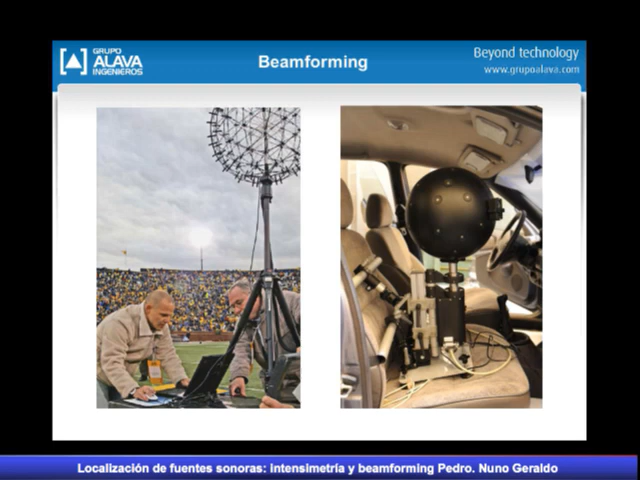 GRUPO
ALAVA
INGENIEROS
Beamforming
Beyond technology
www.grupoalava.com
Localización de fuentes sonoras: intensimetría y beamforming Pedro. Nuno Geraldo